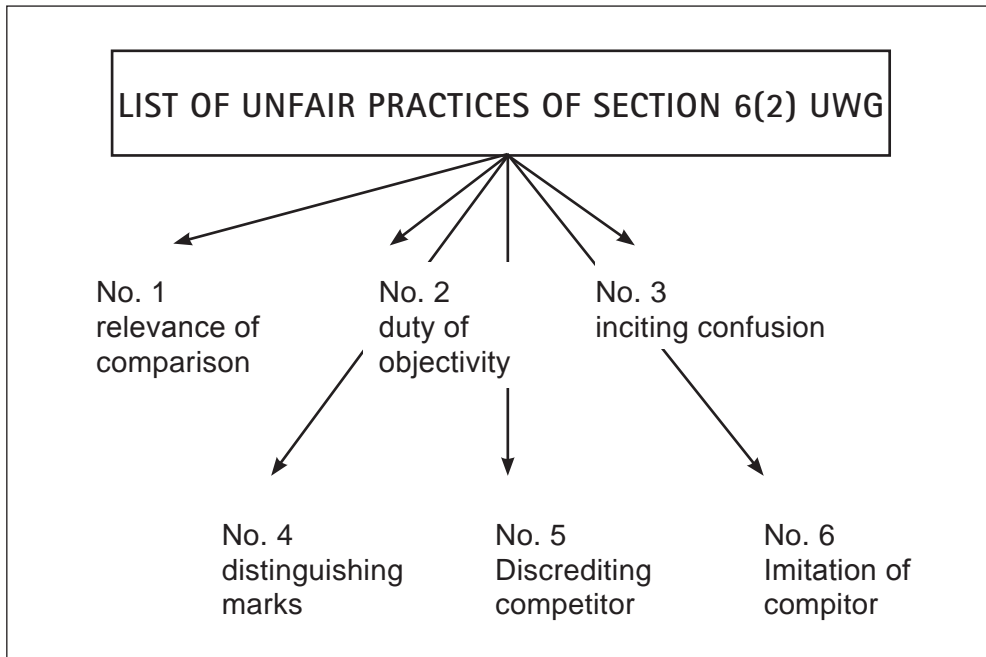 LIST OF UNFAIR PRACTICES OF SECTION 6(2) UWG
No. 1
relevance of
comparison
No. 2
duty of
objectivity
No. 3
inciting confusion
No. 4
distinguishing
marks
No. 5
Discrediting
competitor
No. 6
Imitation of
compitor